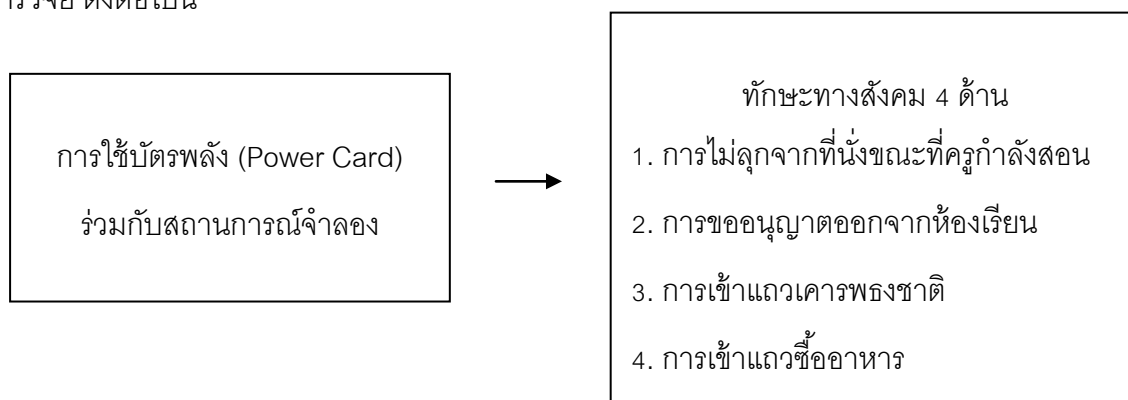 การใช้บัตรพลัง (Power Card)
ร่วมกับสถานการณ์จำลอง
ทักษะทางสังคม 4 ด้าน
1. การไม่ลุกจากที่นั่งขณะที่ครูกำลังสอน
2. การขออนุญาตออกจากห้องเรียน
3. การเข้าแถวเคารพธงชาติ
4. การเข้าแถวซื้ออาหาร